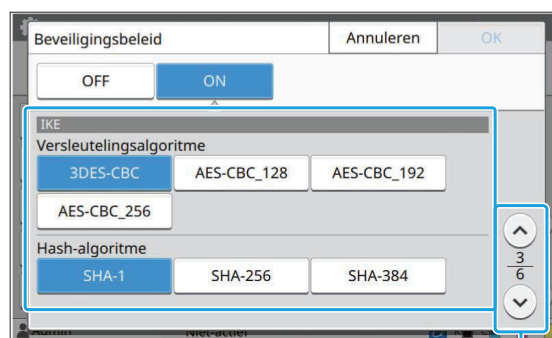 Beveiligingsbeleid Annuleren OK
OFF ON
IKE
Versleutelingsalgoritme
3DES-CBC AES-CBC_128 AES-CBC_192
AES-CBC_256
Hash-algoritme
SHA-1 SHA-256 SHA-384
3
6
Admin Niet-actief